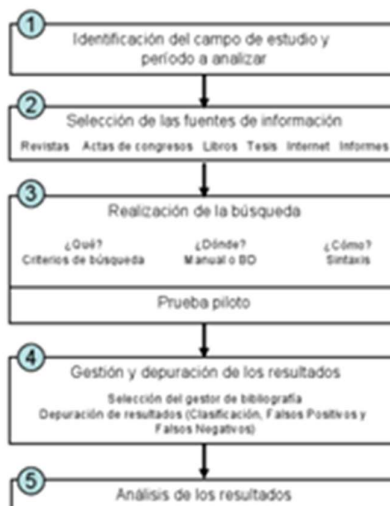 1
Identificación del campo de estudio y
período a analizar
2
Selección de las fuentes de información
Revistas Actas de congresos Libros Tesis Internet Informes
3
Realización de la búsqueda
¿Qué? ¿Dónde? ¿Cómo?
Criterios de búsqueda Manual o BD Sintaxis
Prueba piloto
4
Gestión y depuración de los resultados
Selección del gestor de bibliografía
Depuración de resultados (Clasificación, Falsos Positivos y
Falsos Negativos)
5
Análisis de los resultados